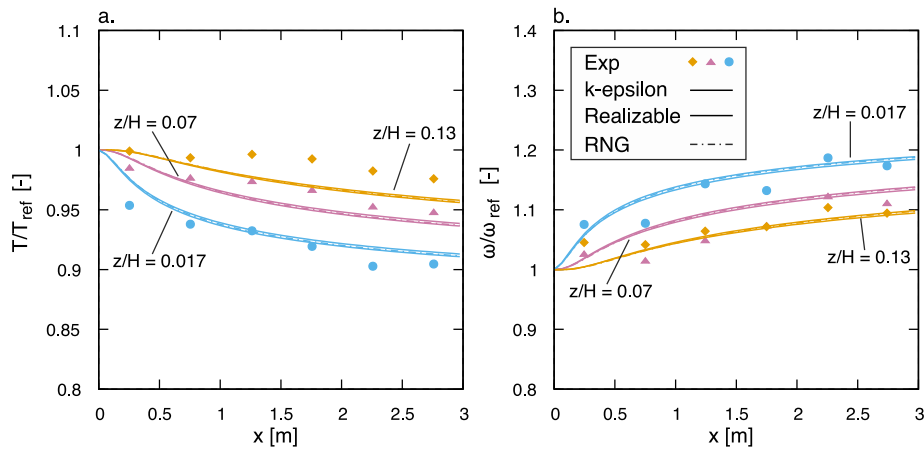 a.
1.1
1.05
1
0.95
0.9
0.85
0.8
T/T_ref [-]
z/H = 0.07
z/H = 0.13
z/H = 0.017
0 0.5 1 1.5 2 2.5 3
x [m]
b.
1.4
1.3
1.2
1.1
1
0.9
0.8
ω/ω_ref [-]
Exp
k-epsilon
Realizable
RNG
z/H = 0.017
z/H = 0.07
z/H = 0.13
0 0.5 1 1.5 2 2.5 3
x [m]